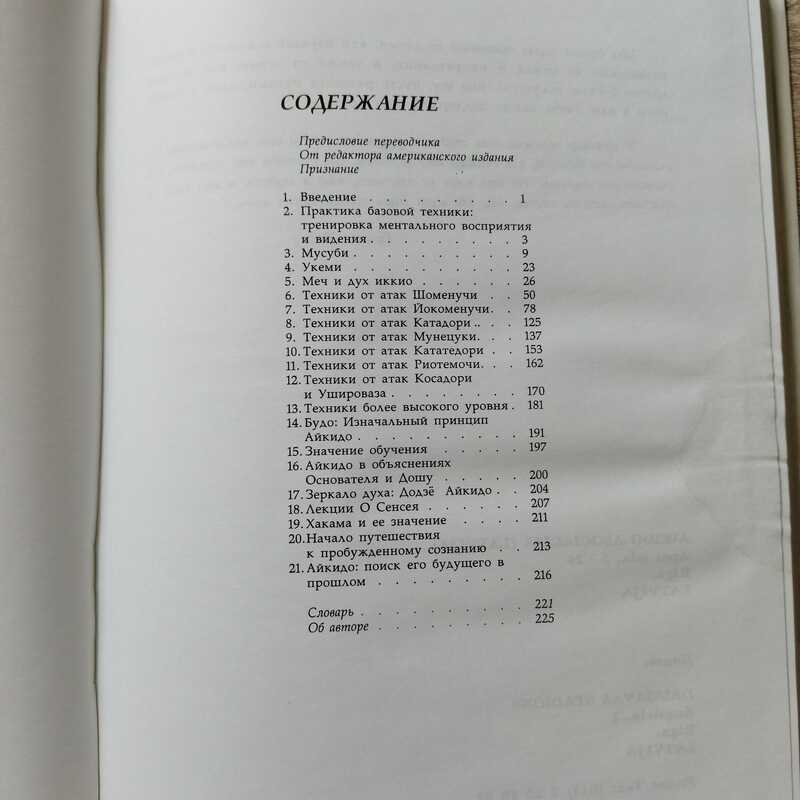 СОДЕРЖАНИЕ
Предисловие переводчика
От редактора американского издания
Признание
1. Введение . . . . . . . . . 1
2. Практика базовой техники:
тренировка ментального восприятия
и видения . . . . . . . . . 3
3. Мусуби . . . . . . . . . . 9
4. Укеми . . . . . . . . . . 23
5. Меч и дух иккио . . . . . . 26
6. Техники от атак Шоменучи . . 50
7. Техники от атак Йокоменучи. . 78
8. Техники от атак Катадори . . . 125
9. Техники от атак Мунецуки. . . 137
10. Техники от атак Кататедори . . 153
11. Техники от атак Риотемочи. . . 162
12. Техники от атак Косадори
и Ушироваза . . . . . . . . 170
13. Техники более высокого уровня . 181
14. Будо: Изначальный принцип
Айкидо . . . . . . . . . . 191
15. Значение обучения . . . . . 197
16. Айкидо в объяснениях
Основателя и Дошу . . . . . 200
17. Зеркало духа: Додзё Айкидо . . 204
18. Лекции О Сенсея . . . . . . 207
19. Хакама и ее значение . . . . 211
20. Начало путешествия
к пробужденному сознанию . . 213
21. Айкидо: поиск его будущего в
прошлом . . . . . . . . . 216
Словарь . . . . . . . . . . 221
Об авторе . . . . . . . . . 225